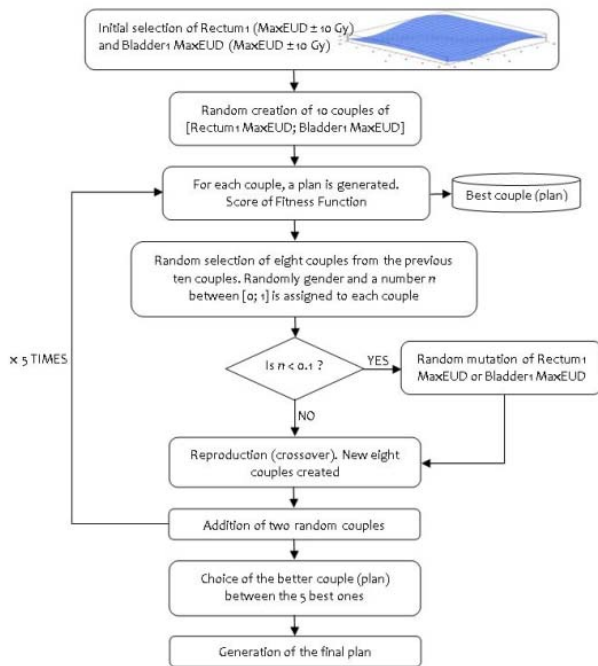 Initial selection of Rectum1 (MaxEUD ± 10 Gy)
and Bladder1 MaxEUD (MaxEUD ± 10 Gy)
Random creation of 10 couples of
[Rectum1 MaxEUD; Bladder1 MaxEUD]
For each couple, a plan is generated.
Score of Fitness Function
Best couple (plan)
Random selection of eight couples from the previous
ten couples. Randomly gender and a number n
between [0; 1] is assigned to each couple
x 5 TIMES
Is n < 0.1 ?
YES
Random mutation of Rectum1
MaxEUD or Bladder1 MaxEUD
NO
Reproduction (crossover). New eight
couples created
Addition of two random couples
Choice of the better couple (plan)
between the 5 best ones
Generation of the final plan